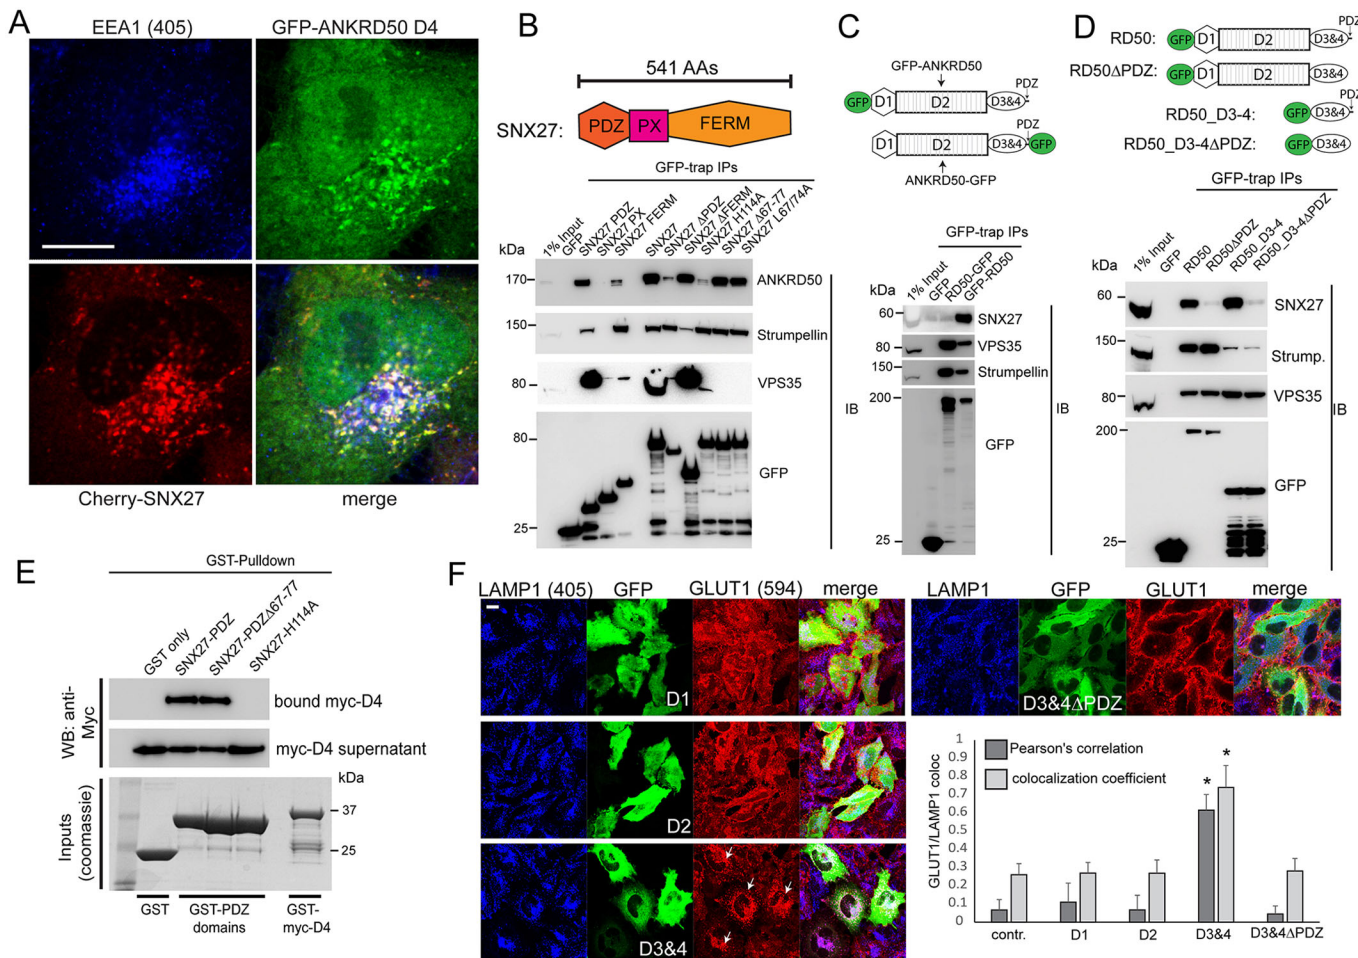 A
EEA1 (405)
GFP-ANKRD50 D4
Cherry-SNX27
merge
B
541 AAs
SNX27:
PDZ
PX
FERM
GFP-trap IPs
1% Input
GFP
SNX27 PDZ
SNX27 PX
SNX27 FERM
SNX27
SNX27 ΔPDZ
SNX27 ΔFERM
SNX27 H114A
SNX27 Δ67-77
SNX27 L67/74A
kDa
170
ANKRD50
150
Strumpellin
80
VPS35
80
GFP
25
IB
C
GFP-ANKRD50
PDZ
GFP
D1
D2
D3&4
PDZ
D1
D2
D3&4
GFP
ANKRD50-GFP
GFP-trap IPs
1% Input
GFP
RD50-GFP
GFP-RD50
kDa
60
SNX27
80
VPS35
150
Strumpellin
200
GFP
25
IB
D
PDZ
RD50:
GFP
D1
D2
D3&4
RD50ΔPDZ:
GFP
D1
D2
D3&4
PDZ
RD50_D3-4:
GFP
D3&4
RD50_D3-4ΔPDZ:
GFP
D3&4
GFP-trap IPs
1% Input
GFP
RD50
RD50ΔPDZ
RD50_D3-4
RD50_D3-4ΔPDZ
kDa
60
SNX27
150
Strump.
80
VPS35
200
GFP
25
IB
E
GST-Pulldown
GST only
SNX27-PDZ
SNX27-PDZΔ67-77
SNX27-H114A
WB: anti-
Myc
bound myc-D4
myc-D4 supernatant
kDa
Inputs
(coomassie)
37
25
GST
GST-PDZ
domains
GST-
myc-D4
F
LAMP1 (405)
GFP
GLUT1 (594)
merge
D1
D2
D3&4
LAMP1
GFP
GLUT1
merge
D3&4ΔPDZ
GLUT1/LAMP1 coloc
1
0.9
0.8
0.7
0.6
0.5
0.4
0.3
0.2
0.1
0
Pearson's correlation
colocalization coefficient
*
*
contr.
D1
D2
D3&4
D3&4ΔPDZ